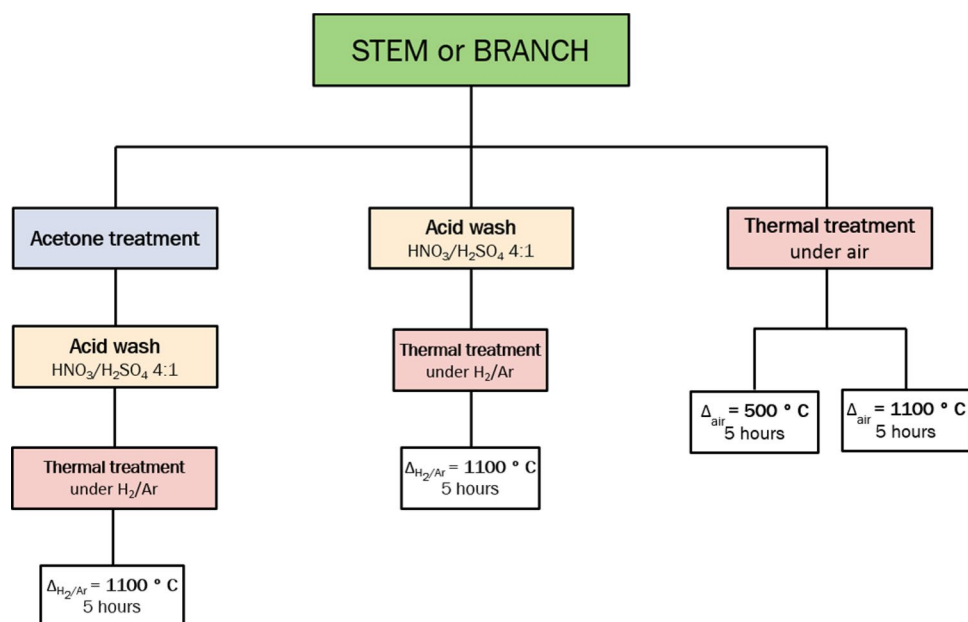 STEM or BRANCH
Acetone treatment
Acid wash
HNO₃/H₂SO₄ 4:1
Thermal treatment
under H₂/Ar
Δ_H₂/Ar = 1100 ° C
5 hours
Acid wash
HNO₃/H₂SO₄ 4:1
Thermal treatment
under H₂/Ar
Δ_H₂/Ar = 1100 ° C
5 hours
Thermal treatment
under air
Δair = 500 ° C
5 hours
Δair = 1100 ° C
5 hours